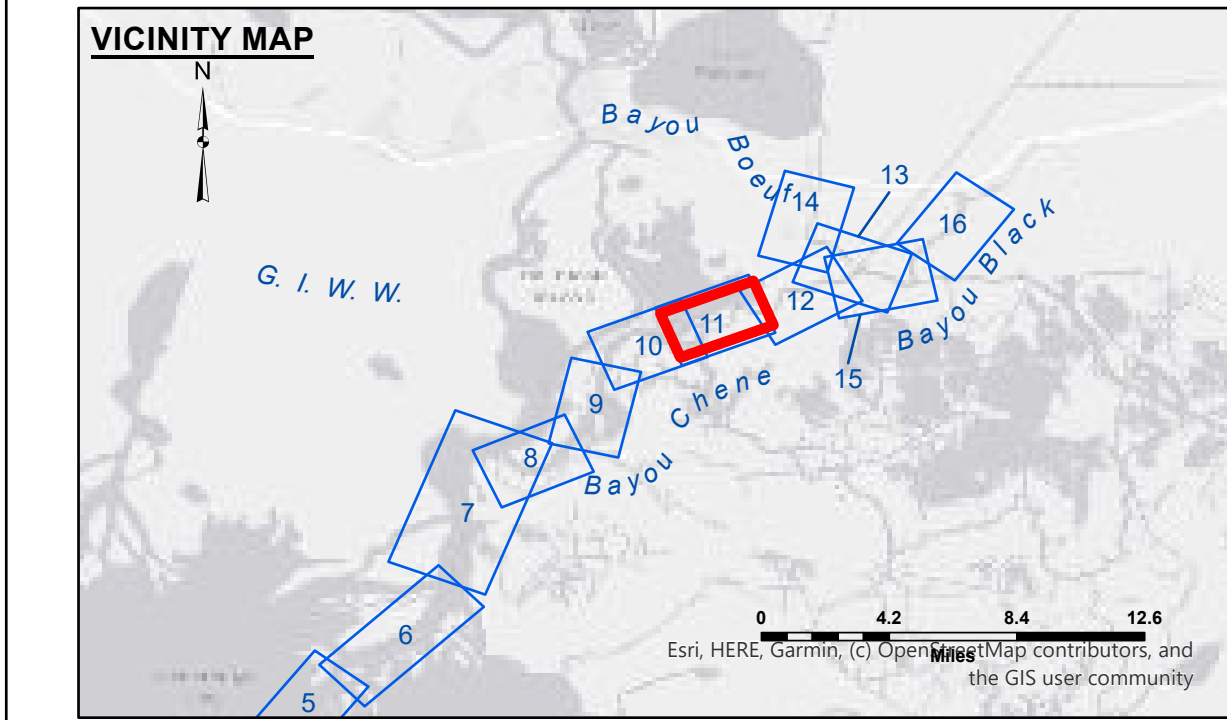 VICINITY MAP
N
Bayou Boeuf
13
14
16
Bayou Black
G. I. W. W.
12
11
10
15
Bayou Chene
9
8
7
6
5
0 4.2 8.4 12.6
Miles
Esri, HERE, Garmin, (c) OpenStreetMap contributors, and
the GIS user community